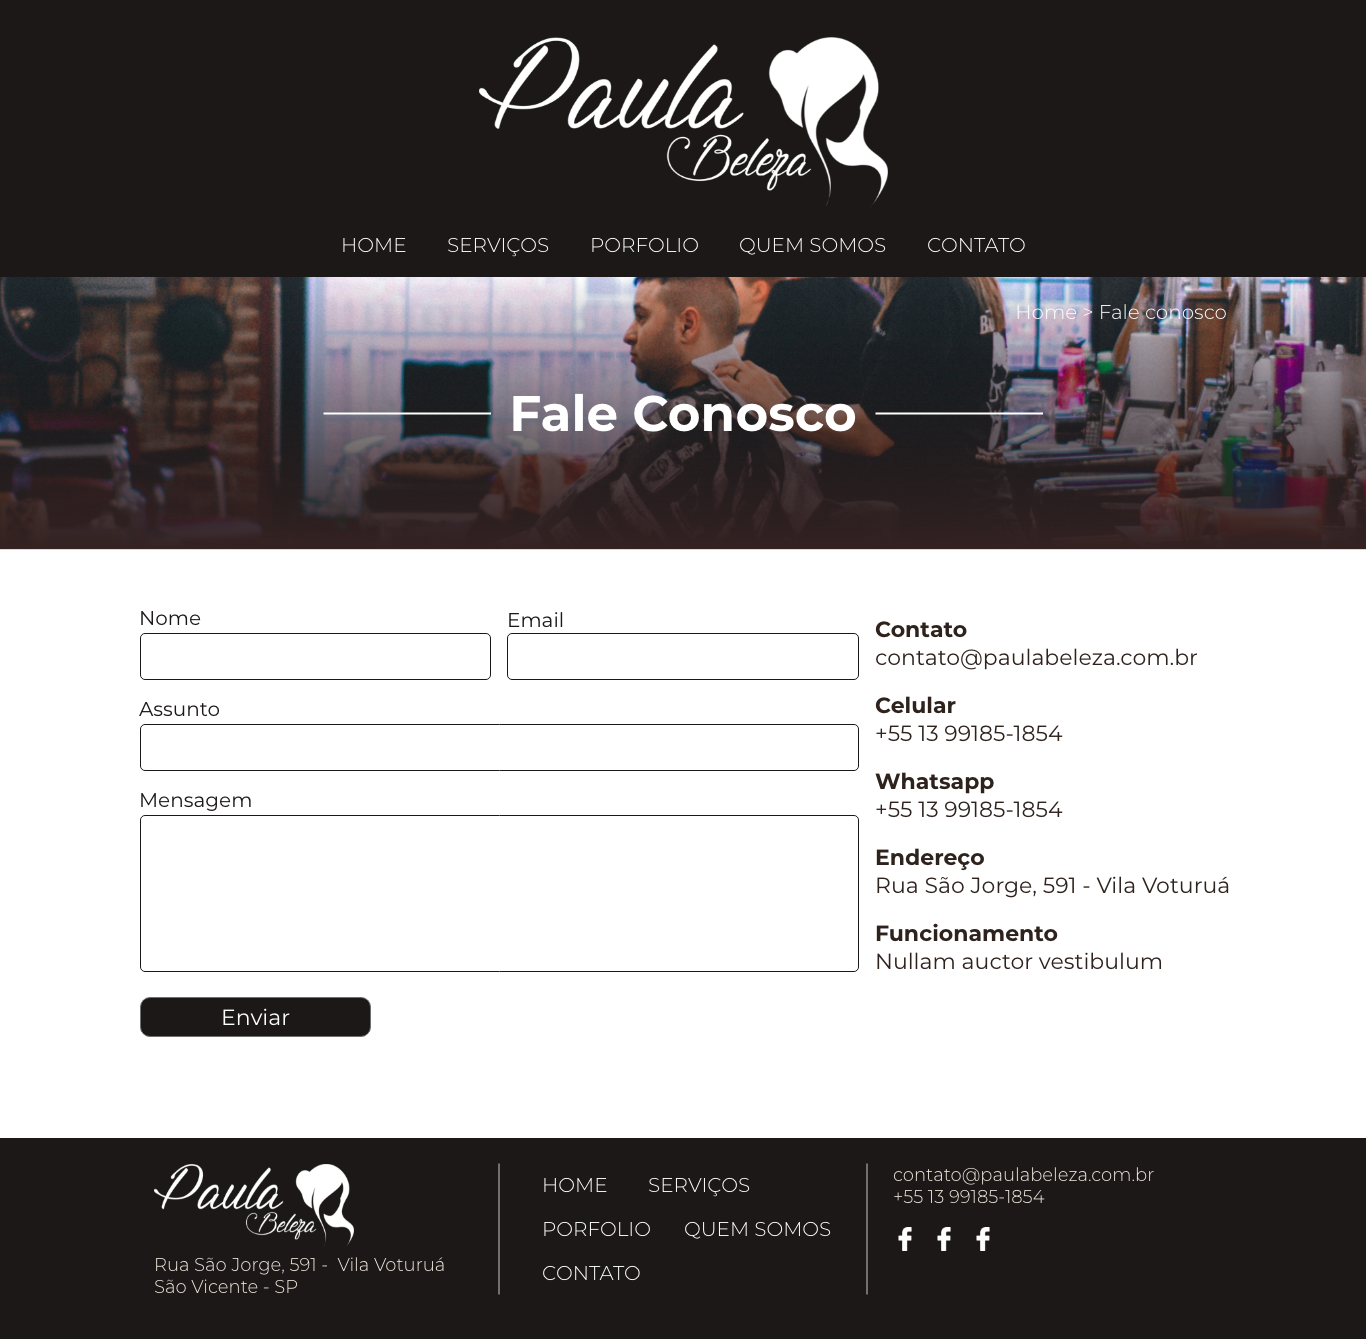 Paula
Beleza
HOME SERVIÇOS PORFOLIO QUEM SOMOS CONTATO
Home > Fale conosco
Fale Conosco
Nome
Email
Assunto
Mensagem
Enviar
Contato
contato@paulabeleza.com.br
Celular
+55 13 99185-1854
Whatsapp
+55 13 99185-1854
Endereço
Rua São Jorge, 591 - Vila Voturuá
Funcionamento
Nullam auctor vestibulum
Paula
Beleza
Rua São Jorge, 591 - Vila Voturuá
São Vicente - SP
HOME SERVIÇOS
PORFOLIO QUEM SOMOS
CONTATO
contato@paulabeleza.com.br
+55 13 99185-1854